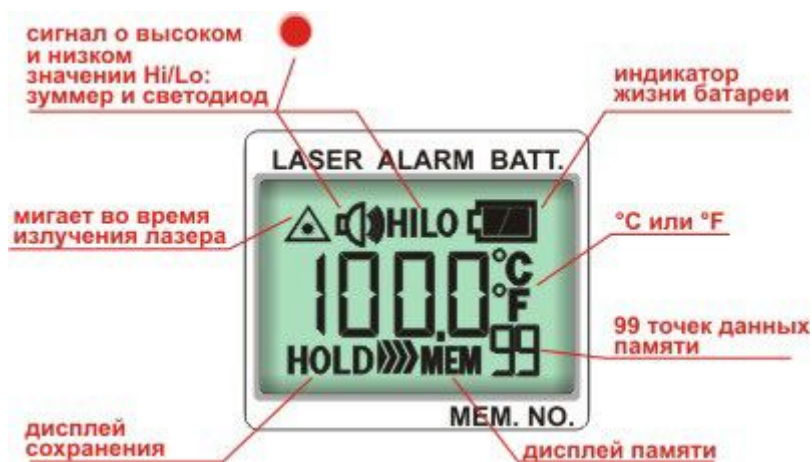 сигнал о высоком
и низком
значении Hi/Lo:
зуммер и светодиод
индикатор
жизни батареи
LASER ALARM BATT.
мигает во время
излучения лазера
HILO
°C или °F
100.0 °C
°F
99 точек данных
памяти
HOLD MEM 99
MEM. NO.
дисплей
сохранения
дисплей памяти